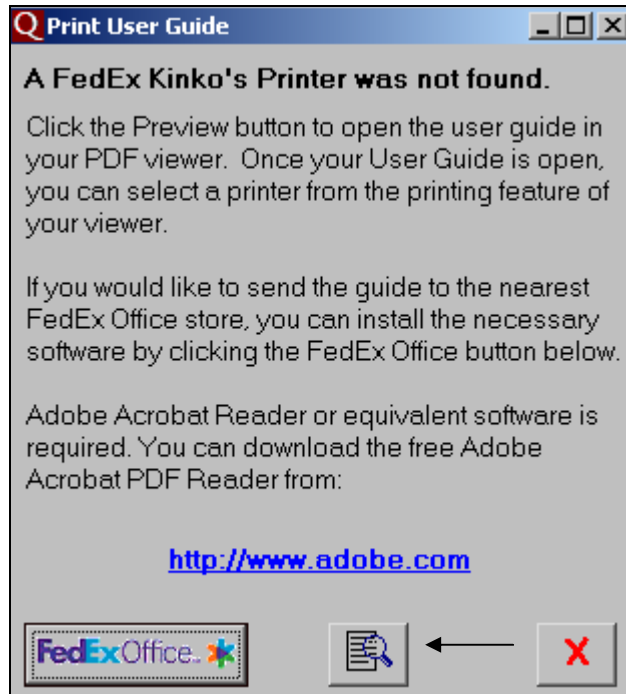 Q Print User Guide
A FedEx Kinko's Printer was not found.
Click the Preview button to open the user guide in
your PDF viewer.  Once your User Guide is open,
you can select a printer from the printing feature of
your viewer.
If you would like to send the guide to the nearest
FedEx Office store, you can install the necessary
software by clicking the FedEx Office button below.
Adobe Acrobat Reader or equivalent software is
required. You can download the free Adobe
Acrobat PDF Reader from:
http://www.adobe.com
FedEx Office. X